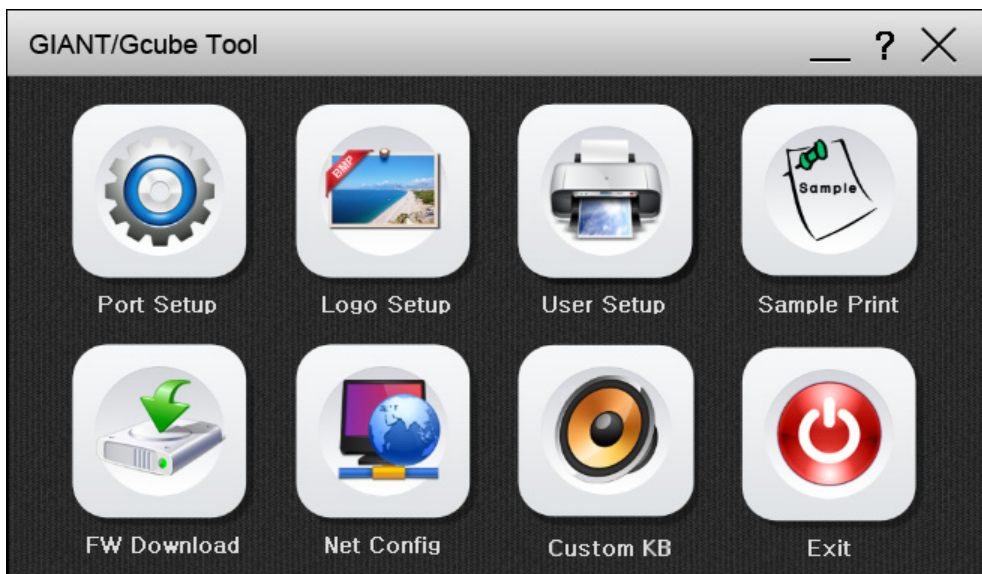 GIANT/Gcube Tool
?
BMP
Sample
Port Setup
Logo Setup
User Setup
Sample Print
FW Download
Net Config
Custom KB
Exit